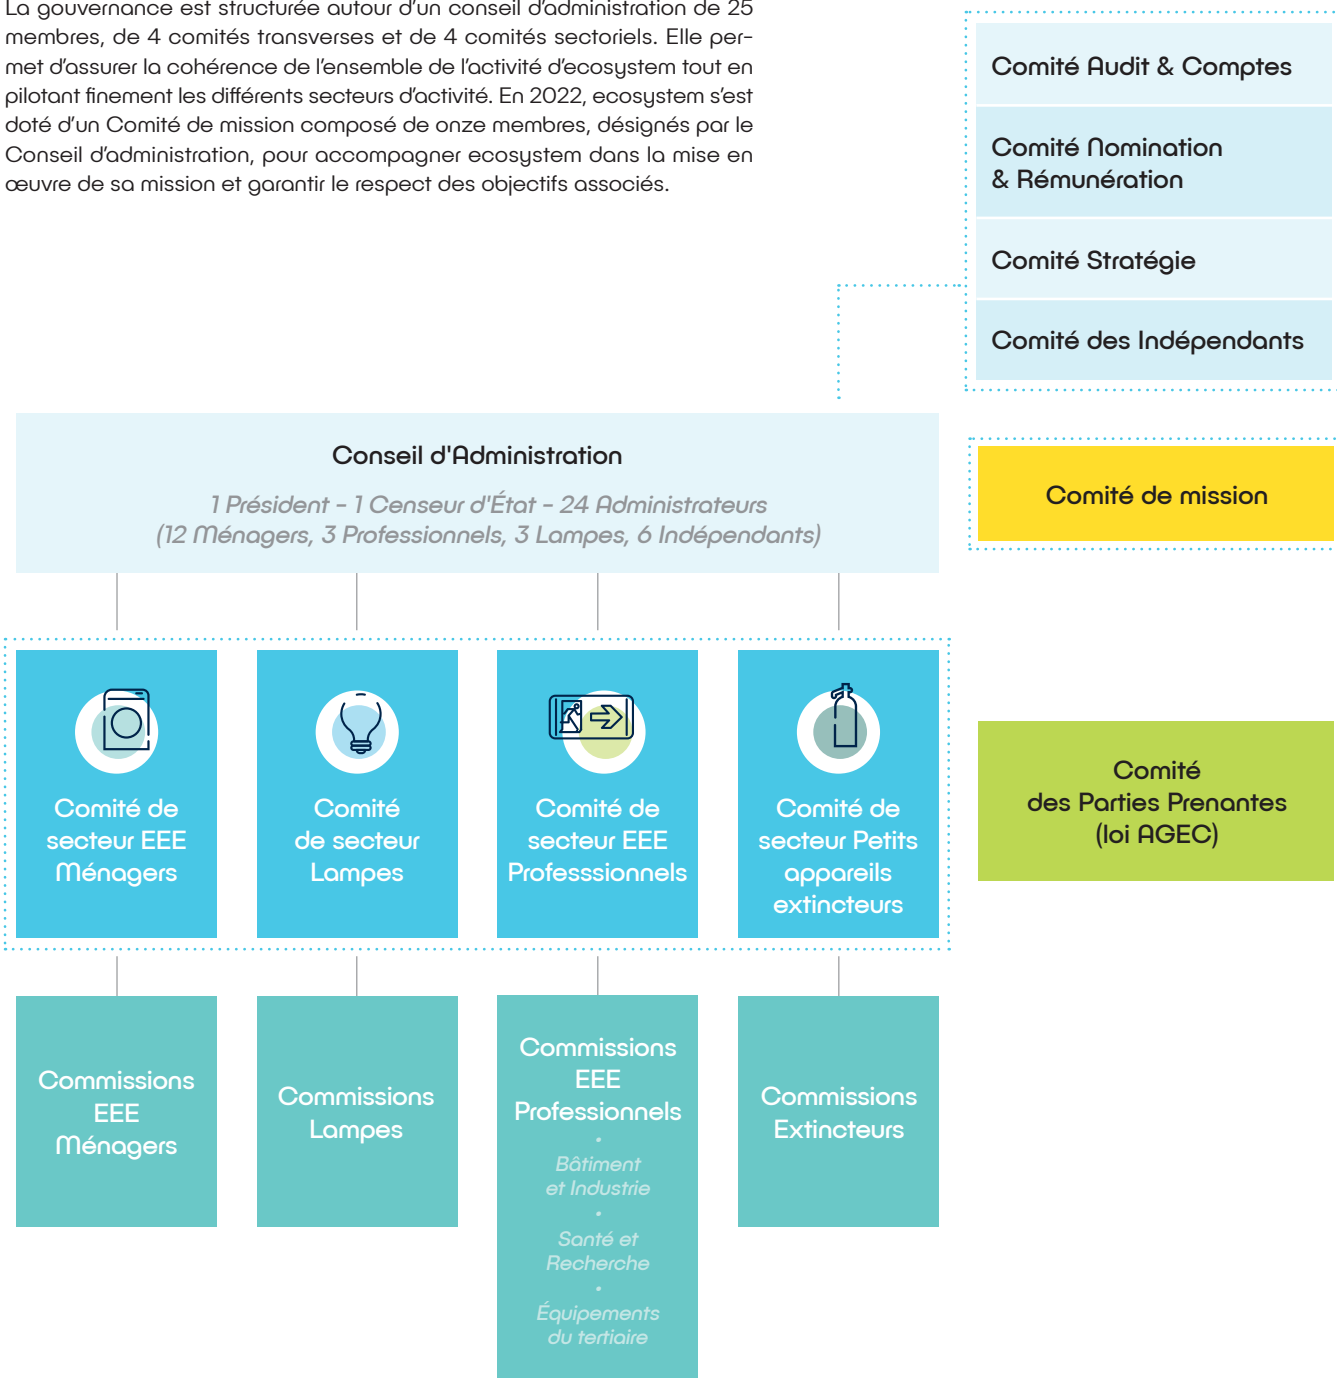 La gouvernance est structurée autour d'un conseil d'administration de 25
membres, de 4 comités transverses et de 4 comités sectoriels. Elle per-
met d'assurer la cohérence de l'ensemble de l'activité d'ecosystem tout en
pilotant finement les différents secteurs d'activité. En 2022, ecosystem s'est
doté d'un Comité de mission composé de onze membres, désignés par le
Conseil d'administration, pour accompagner ecosystem dans la mise en
œuvre de sa mission et garantir le respect des objectifs associés.
Comité Audit & Comptes
Comité Nomination
& Rémunération
Comité Stratégie
Comité des Indépendants
Conseil d'Administration
1 Président - 1 Censeur d'État - 24 Administrateurs
(12 Ménagers, 3 Professionnels, 3 Lampes, 6 Indépendants)
Comité de mission
Comité de
secteur EEE
Ménagers
Comité
de secteur
Lampes
Comité de
secteur EEE
Professsionnels
Comité de
secteur Petits
appareils
extincteurs
Comité
des Parties Prenantes
(loi AGEC)
Commissions
EEE
Ménagers
Commissions
Lampes
Commissions
EEE
Professionnels
•
Bâtiment
et Industrie
•
Santé et
Recherche
•
Équipements
du tertiaire
Commissions
Extincteurs